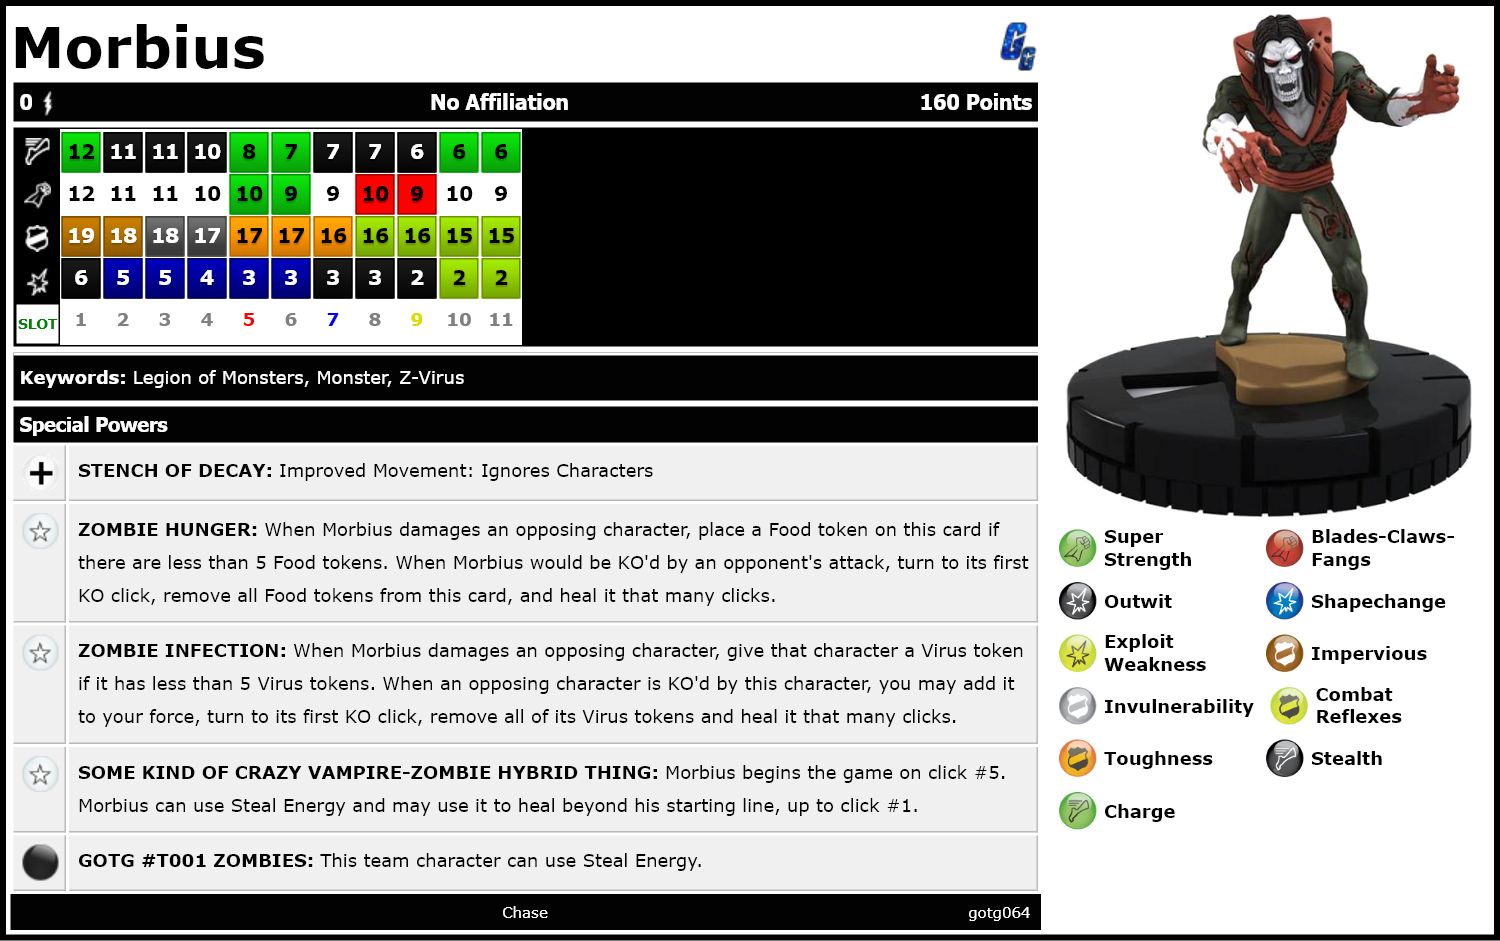 Morbius
GG
0 No Affiliation 160 Points
12 11 11 10 8 7 7 7 6 6 6
12 11 11 10 10 9 9 10 9 10 9
19 18 18 17 17 17 16 16 16 15 15
6 5 5 4 3 3 3 3 2 2 2
SLOT 1 2 3 4 5 6 7 8 9 10 11
Keywords: Legion of Monsters, Monster, Z-Virus
Special Powers
STENCH OF DECAY: Improved Movement: Ignores Characters
ZOMBIE HUNGER: When Morbius damages an opposing character, place a Food token on this card if
there are less than 5 Food tokens. When Morbius would be KO'd by an opponent's attack, turn to its first
KO click, remove all Food tokens from this card, and heal it that many clicks.
ZOMBIE INFECTION: When Morbius damages an opposing character, give that character a Virus token
if it has less than 5 Virus tokens. When an opposing character is KO'd by this character, you may add it
to your force, turn to its first KO click, remove all of its Virus tokens and heal it that many clicks.
SOME KIND OF CRAZY VAMPIRE-ZOMBIE HYBRID THING: Morbius begins the game on click #5.
Morbius can use Steal Energy and may use it to heal beyond his starting line, up to click #1.
GOTG #T001 ZOMBIES: This team character can use Steal Energy.
Chase gotg064
Super
Strength
Blades-Claws-
Fangs
Outwit
Shapechange
Exploit
Weakness
Impervious
Invulnerability
Combat
Reflexes
Toughness
Stealth
Charge